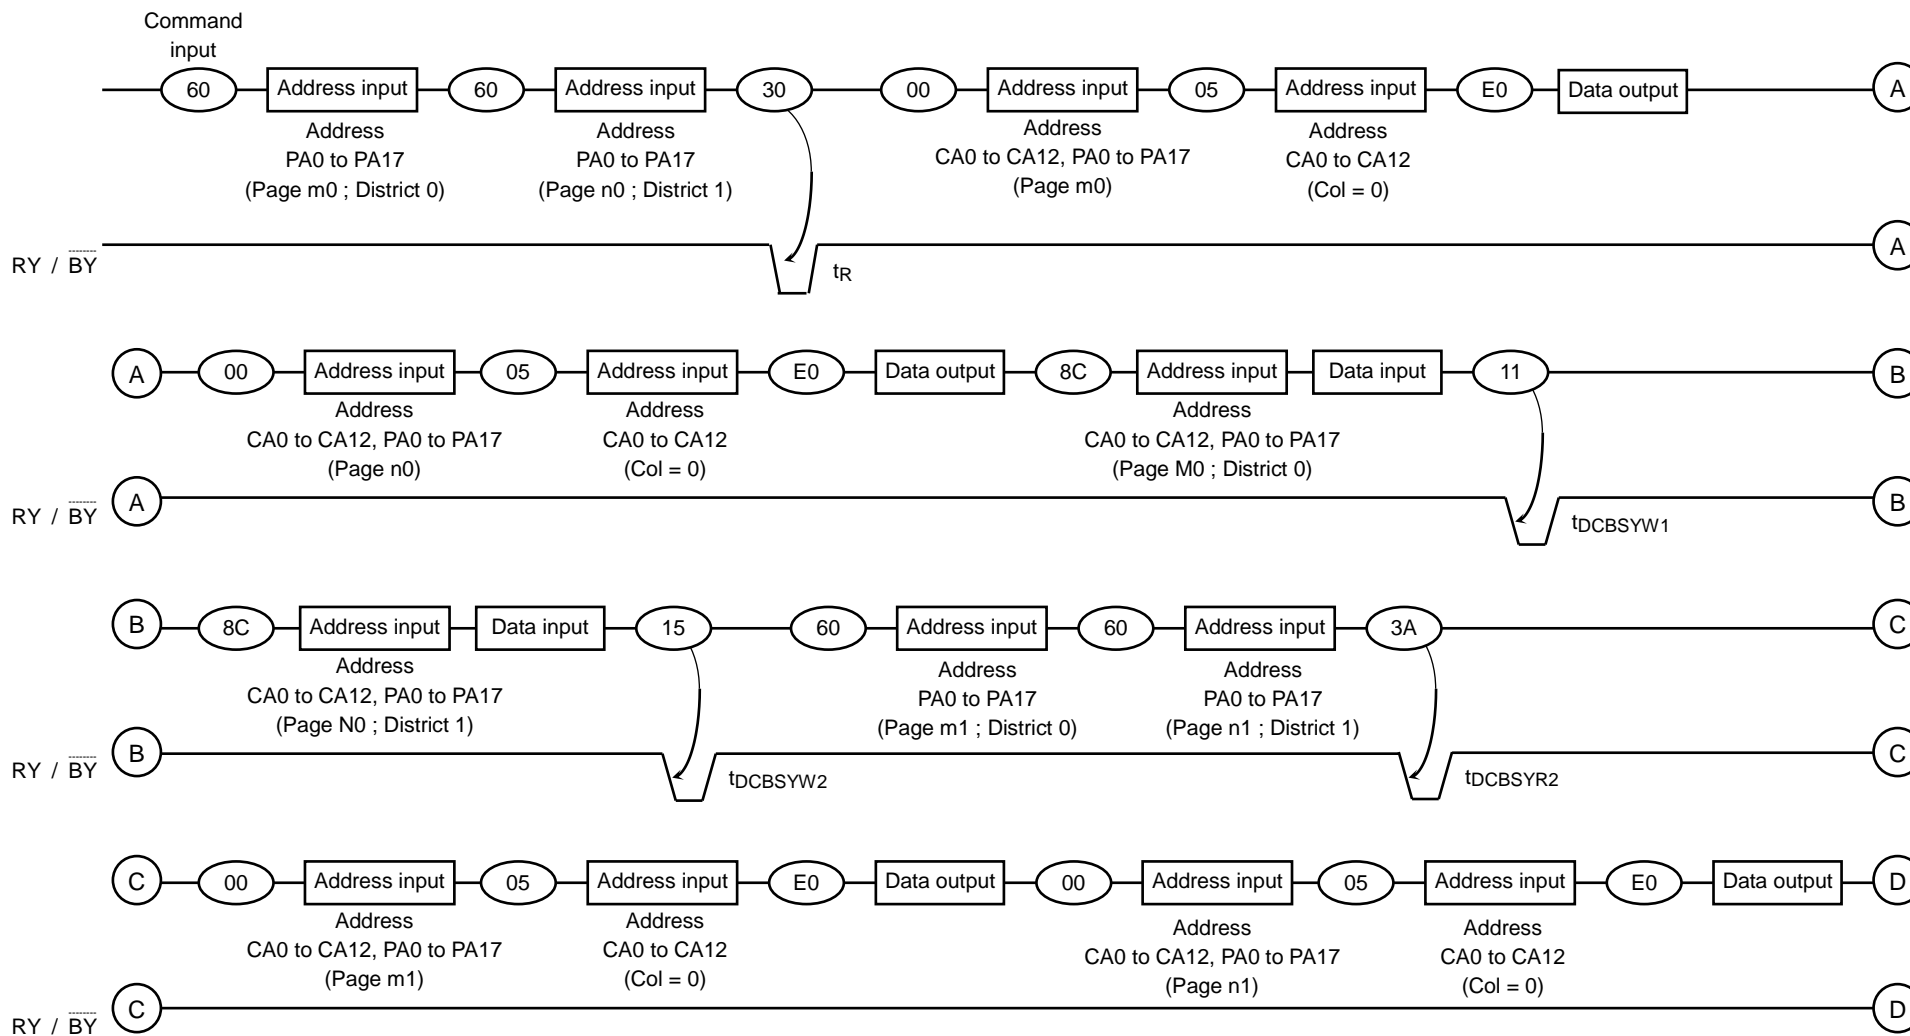 Command
input
60 Address input 60 Address input 30 00 Address input 05 Address input E0 Data output A
Address
PA0 to PA17
(Page m0 ; District 0)
Address
PA0 to PA17
(Page n0 ; District 1)
Address
CA0 to CA12, PA0 to PA17
(Page m0)
Address
CA0 to CA12
(Col = 0)
RY / BY tR A
A 00 Address input 05 Address input E0 Data output 8C Address input Data input 11 B
Address
CA0 to CA12, PA0 to PA17
(Page n0)
Address
CA0 to CA12
(Col = 0)
Address
CA0 to CA12, PA0 to PA17
(Page M0 ; District 0)
RY / BY A tDCBSYW1 B
B 8C Address input Data input 15 60 Address input 60 Address input 3A C
Address
CA0 to CA12, PA0 to PA17
(Page N0 ; District 1)
Address
PA0 to PA17
(Page m1 ; District 0)
Address
PA0 to PA17
(Page n1 ; District 1)
RY / BY B tDCBSYW2 tDCBSYR2 C
C 00 Address input 05 Address input E0 Data output 00 Address input 05 Address input E0 Data output D
Address
CA0 to CA12, PA0 to PA17
(Page m1)
Address
CA0 to CA12
(Col = 0)
Address
CA0 to CA12, PA0 to PA17
(Page n1)
Address
CA0 to CA12
(Col = 0)
RY / BY C D